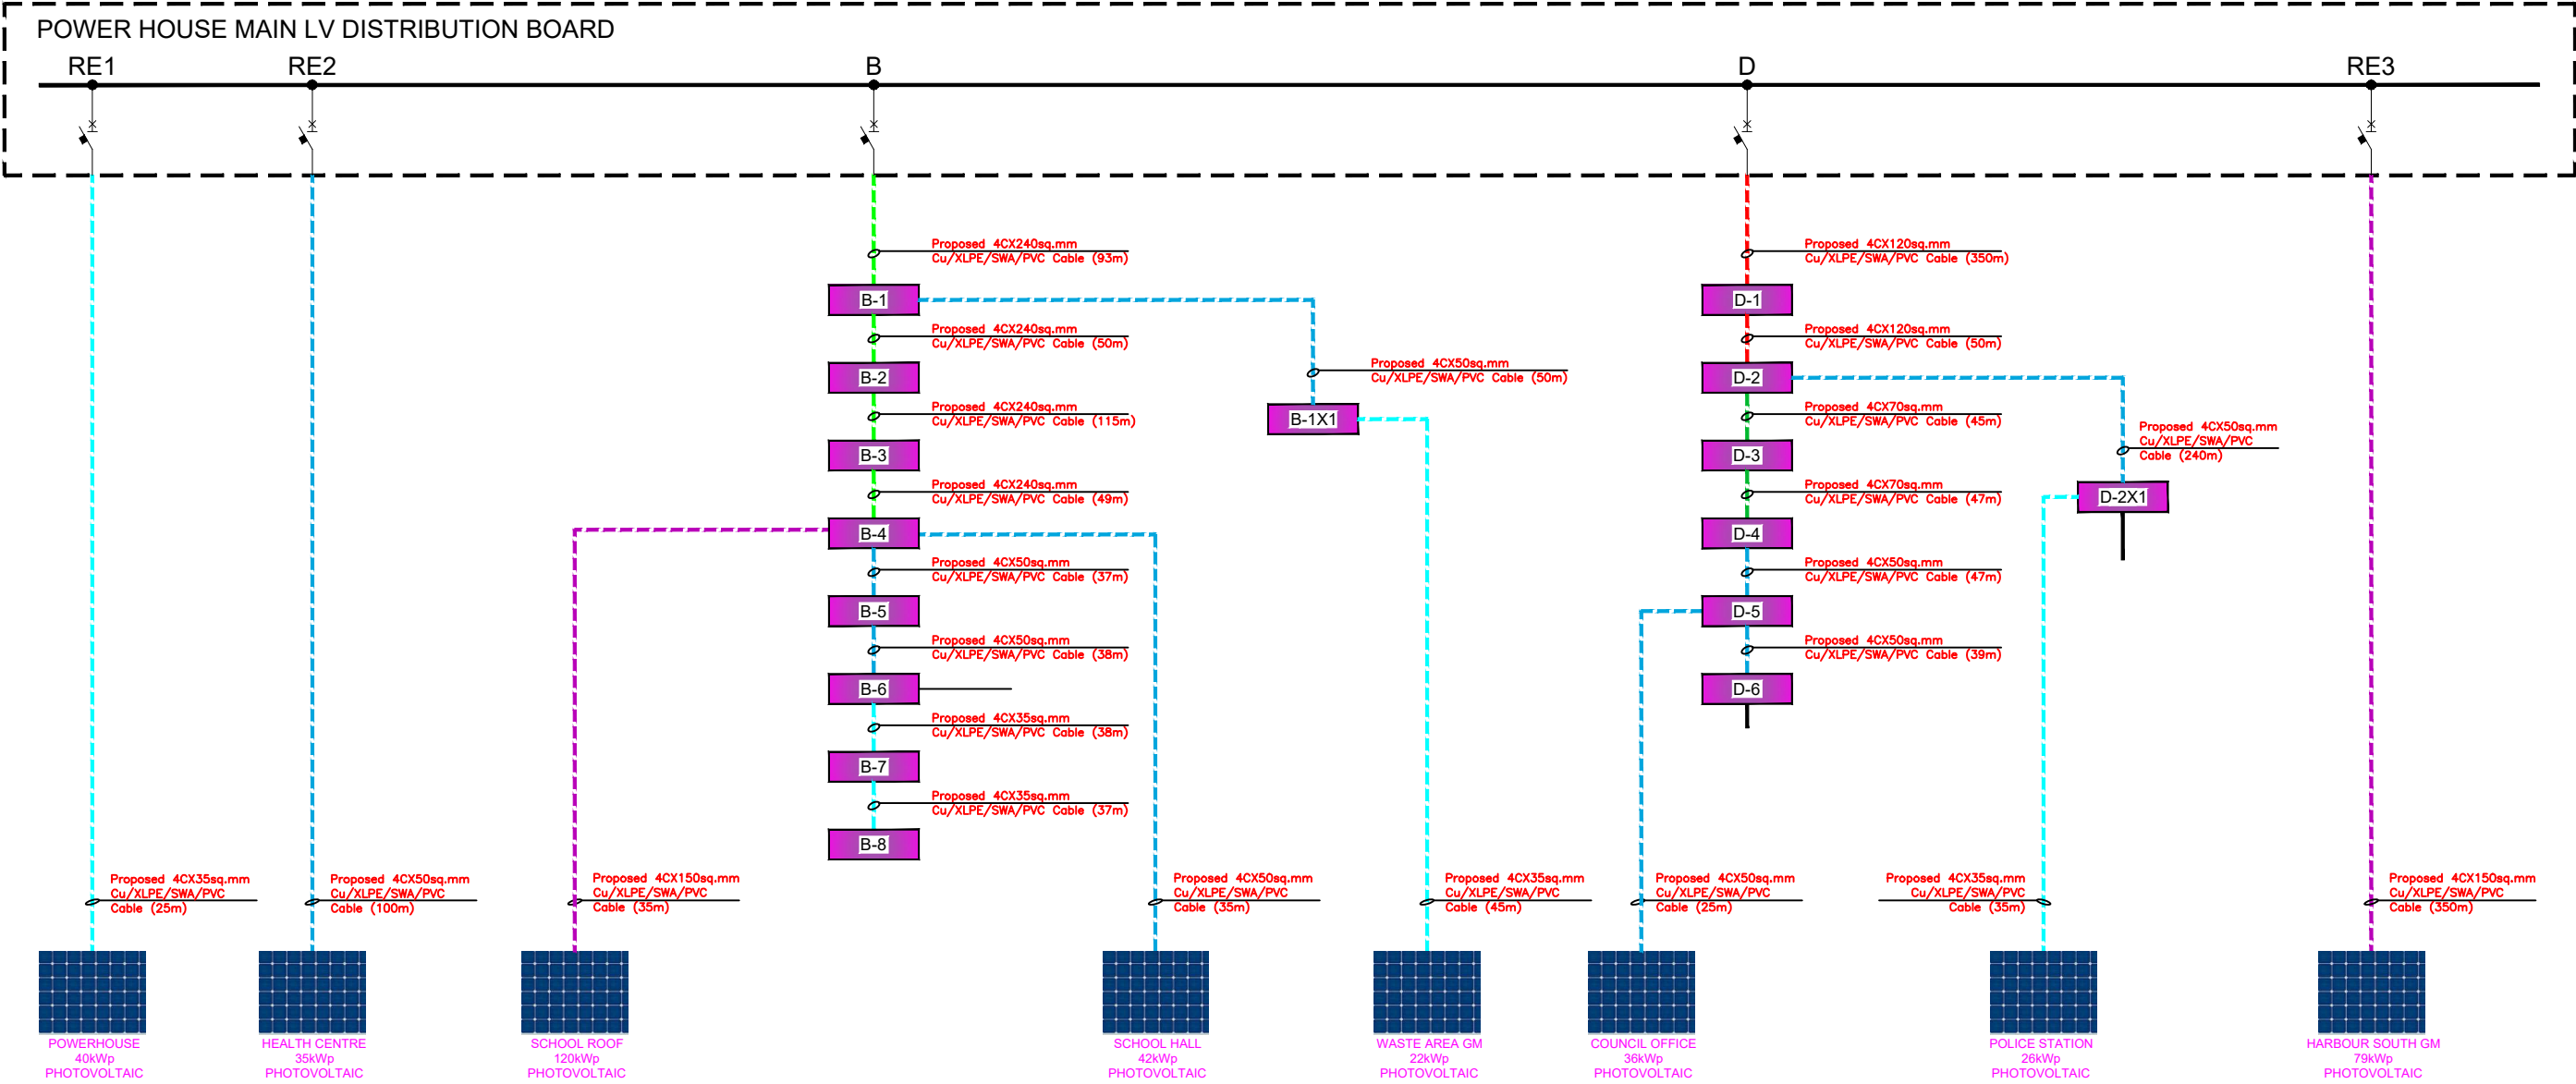 POWER HOUSE MAIN LV DISTRIBUTION BOARD
RE1
RE2
B
D
RE3
Proposed 4CX240sq.mm
Cu/XLPE/SWA/PVC Cable (93m)
Proposed 4CX120sq.mm
Cu/XLPE/SWA/PVC Cable (350m)
B-1
D-1
Proposed 4CX240sq.mm
Cu/XLPE/SWA/PVC Cable (50m)
Proposed 4CX120sq.mm
Cu/XLPE/SWA/PVC Cable (50m)
Proposed 4CX50sq.mm
Cu/XLPE/SWA/PVC Cable (50m)
B-2
D-2
Proposed 4CX240sq.mm
Cu/XLPE/SWA/PVC Cable (115m)
B-1X1
Proposed 4CX70sq.mm
Cu/XLPE/SWA/PVC Cable (45m)
Proposed 4CX50sq.mm
Cu/XLPE/SWA/PVC
Cable (240m)
B-3
D-3
Proposed 4CX240sq.mm
Cu/XLPE/SWA/PVC Cable (49m)
Proposed 4CX70sq.mm
Cu/XLPE/SWA/PVC Cable (47m)
D-2X1
B-4
D-4
Proposed 4CX50sq.mm
Cu/XLPE/SWA/PVC Cable (37m)
Proposed 4CX50sq.mm
Cu/XLPE/SWA/PVC Cable (47m)
B-5
D-5
Proposed 4CX50sq.mm
Cu/XLPE/SWA/PVC Cable (38m)
Proposed 4CX50sq.mm
Cu/XLPE/SWA/PVC Cable (39m)
B-6
D-6
Proposed 4CX35sq.mm
Cu/XLPE/SWA/PVC Cable (38m)
B-7
Proposed 4CX35sq.mm
Cu/XLPE/SWA/PVC Cable (37m)
B-8
Proposed 4CX35sq.mm
Cu/XLPE/SWA/PVC
Cable (25m)
Proposed 4CX50sq.mm
Cu/XLPE/SWA/PVC
Cable (100m)
Proposed 4CX150sq.mm
Cu/XLPE/SWA/PVC
Cable (35m)
Proposed 4CX50sq.mm
Cu/XLPE/SWA/PVC
Cable (35m)
Proposed 4CX35sq.mm
Cu/XLPE/SWA/PVC
Cable (45m)
Proposed 4CX50sq.mm
Cu/XLPE/SWA/PVC
Cable (25m)
Proposed 4CX35sq.mm
Cu/XLPE/SWA/PVC
Cable (35m)
Proposed 4CX150sq.mm
Cu/XLPE/SWA/PVC
Cable (350m)
POWERHOUSE
40kWp
PHOTOVOLTAIC
HEALTH CENTRE
35kWp
PHOTOVOLTAIC
SCHOOL ROOF
120kWp
PHOTOVOLTAIC
SCHOOL HALL
42kWp
PHOTOVOLTAIC
WASTE AREA GM
22kWp
PHOTOVOLTAIC
COUNCIL OFFICE
36kWp
PHOTOVOLTAIC
POLICE STATION
26kWp
PHOTOVOLTAIC
HARBOUR SOUTH GM
79kWp
PHOTOVOLTAIC